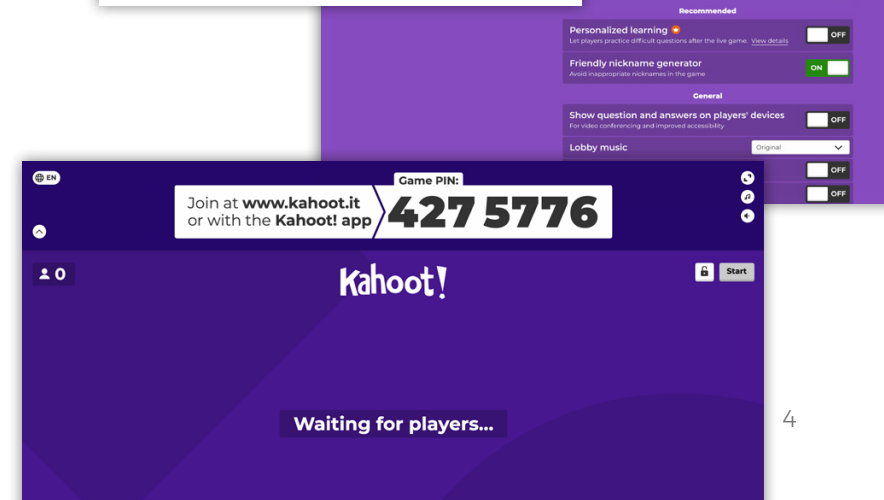 Recommended
Personalized learning
Let players practice difficult questions after the live game. View details
OFF
Friendly nickname generator
Avoid inappropriate nicknames in the game
ON
General
Show question and answers on players' devices
For video conferencing and improved accessibility
OFF
Lobby music
Original
OFF
OFF
EN
Game PIN:
Join at www.kahoot.it
or with the Kahoot! app
427 5776
0
Kahoot!
Start
Waiting for players...
4